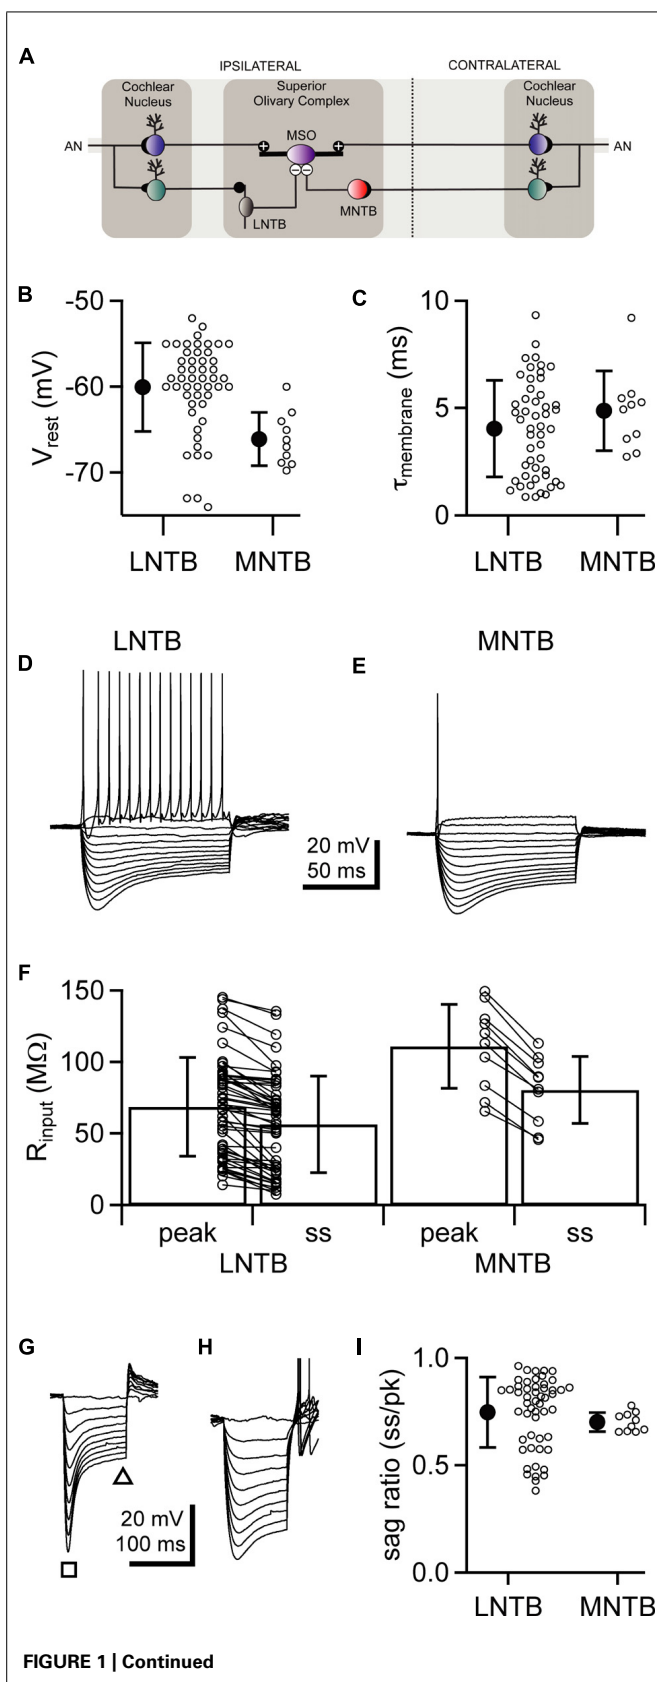 A
IPSILATERAL
CONTRALATERAL
Cochlear
Nucleus
Superior
Olivary Complex
Cochlear
Nucleus
AN
MSO
+
+
AN
− −
LNTB
MNTB
B
-50
-60
-70
Vrest (mV)
LNTB
MNTB
C
10
5
0
τmembrane (ms)
LNTB
MNTB
LNTB
MNTB
D
E
20 mV
50 ms
F
150
100
50
0
Rinput (MΩ)
peak
ss
peak
ss
LNTB
MNTB
G
H
20 mV
100 ms
I
1.0
0.5
0.0
sag ratio (ss/pk)
LNTB
MNTB
FIGURE 1 | Continued